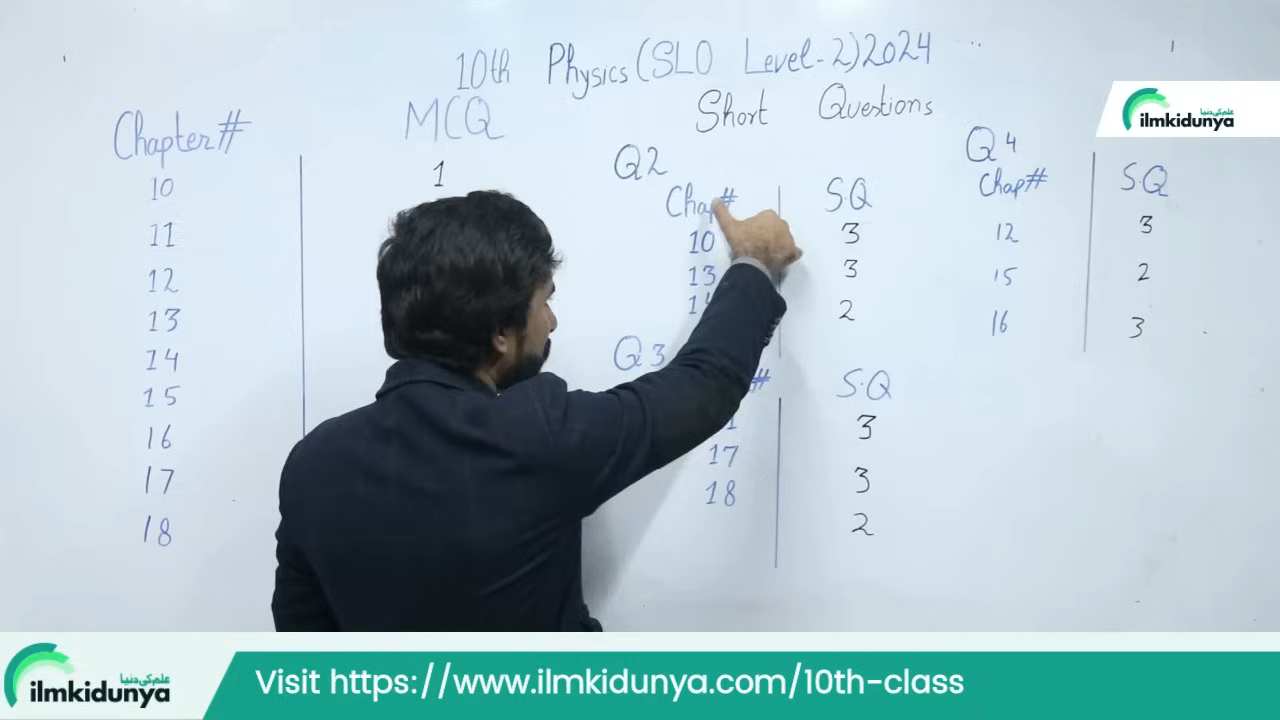 10th Physics (SLO Level-2) 2024
Chapter #
MCQ
10
1
11
12
13
14
15
16
17
18
Short Questions
Q2
Chap# S.Q
10 3
13 3
2
Q3
# S.Q
3
17 3
18 2
Q4
Chap# S.Q
12 3
15 2
16 3
علم کی دنیا
ilmkidunya
علم کی دنیا
ilmkidunya
Visit https://www.ilmkidunya.com/10th-class